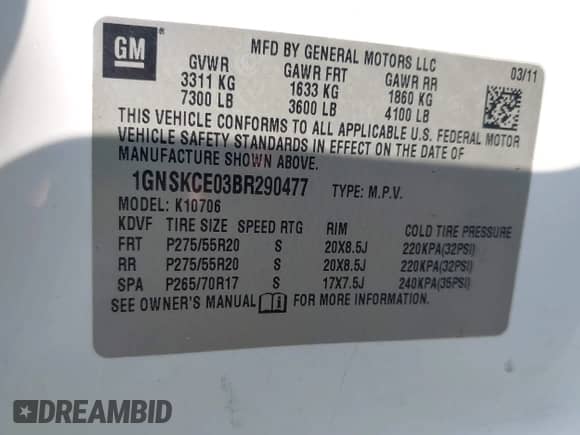 GM
MFD BY GENERAL MOTORS LLC
03/11
GVWR GAWR FRT GAWR RR
3311 KG 1633 KG 1860 KG
7300 LB 3600 LB 4100 LB
THIS VEHICLE CONFORMS TO ALL APPLICABLE U.S. FEDERAL MOTOR
VEHICLE SAFETY STANDARDS IN EFFECT ON THE DATE OF
MANUFACTURE SHOWN ABOVE.
1GNSKCE03BR290477 TYPE: M.P.V.
MODEL: K10706
KDVF TIRE SIZE SPEED RTG RIM COLD TIRE PRESSURE
FRT P275/55R20 S 20X8.5J 220KPA(32PSI)
RR P275/55R20 S 20X8.5J 220KPA(32PSI)
SPA P265/70R17 S 17X7.5J 240KPA(35PSI)
SEE OWNER'S MANUAL FOR MORE INFORMATION.
DREAMBID